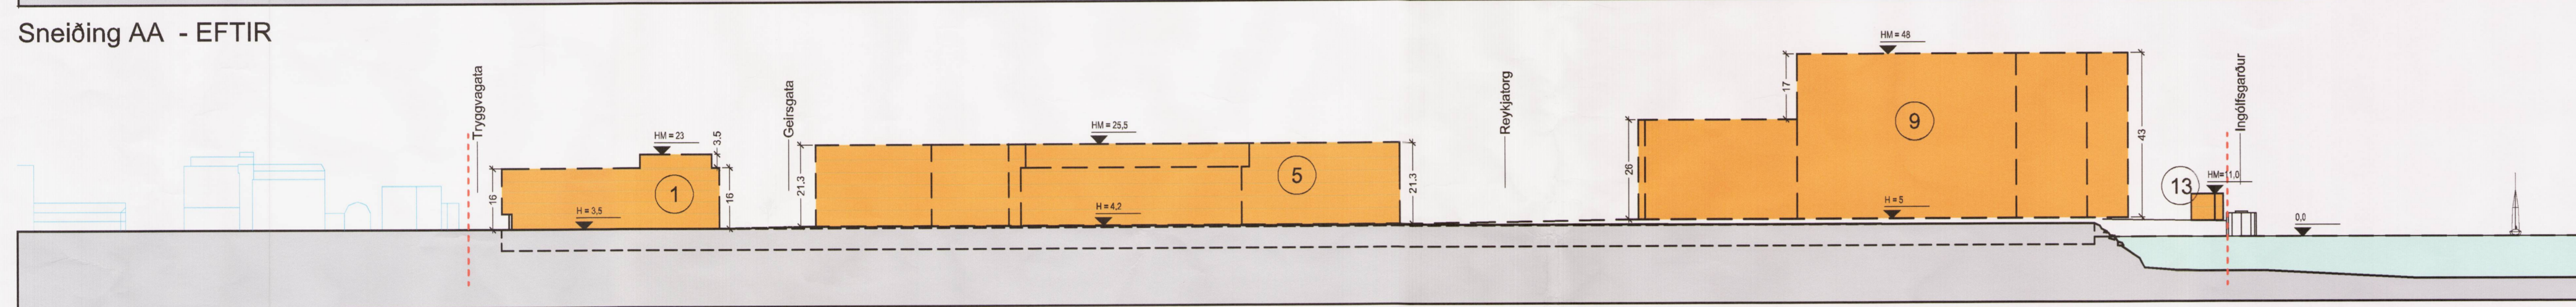 Sneiðing AA - EFTIR
Tryggvagata
16
H = 3,5
HM = 23
3.5
1
16
Geirsgata
21.3
HM = 25,5
H = 4,2
5
21.3
Reykjatorg
26
17
HM = 48
9
H = 5
43
13
HM=11,0
Ingólfsgarður
0,0